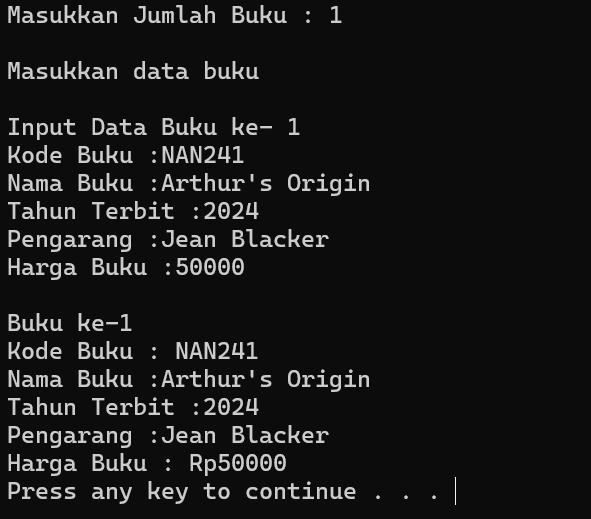 Masukkan Jumlah Buku : 1
Masukkan data buku
Input Data Buku ke- 1
Kode Buku :NAN241
Nama Buku :Arthur's Origin
Tahun Terbit :2024
Pengarang :Jean Blacker
Harga Buku :50000
Buku ke-1
Kode Buku : NAN241
Nama Buku :Arthur's Origin
Tahun Terbit :2024
Pengarang :Jean Blacker
Harga Buku : Rp50000
Press any key to continue . . .